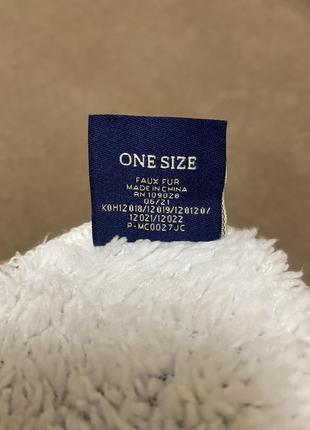 ONE SIZE
FAUX FUR
MADE IN CHINA
RN 109028
06/21
K0H12018/12019/120120/
12021/12022
P-MC0027JC